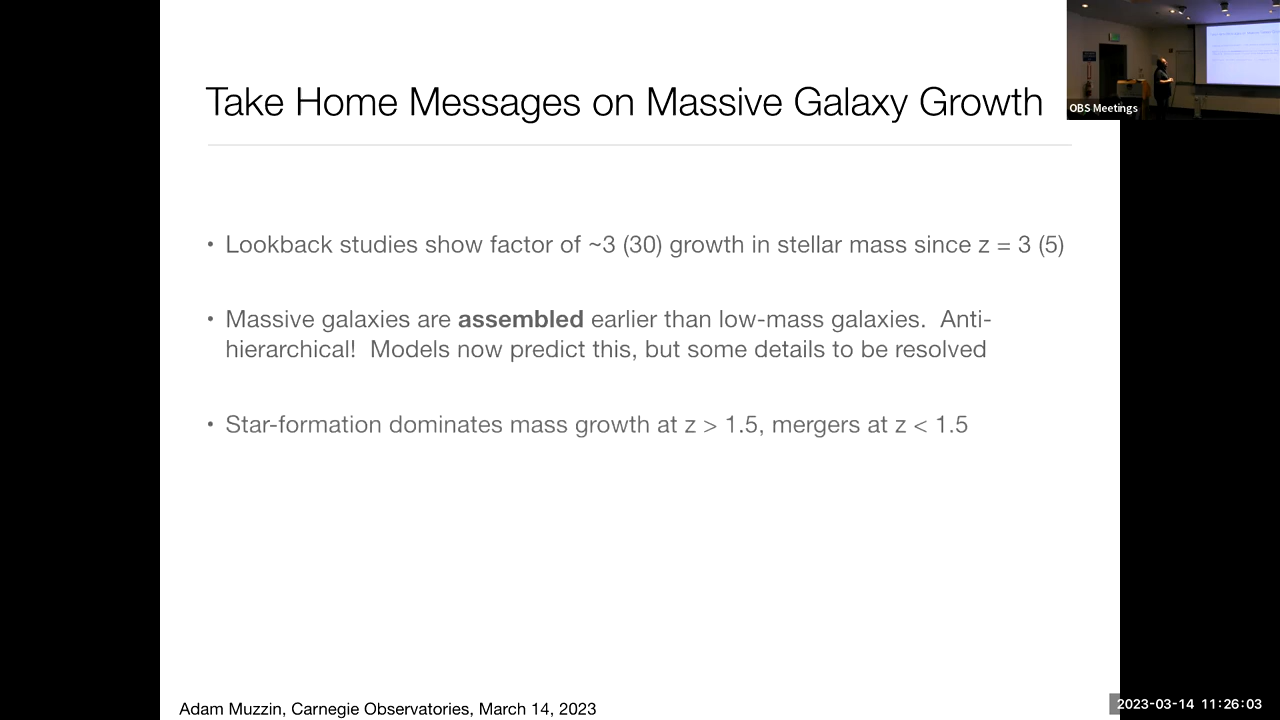 Take Home Messages on Massive Galaxy Growth
OBS Meetings
• Lookback studies show factor of ~3 (30) growth in stellar mass since z = 3 (5)
• Massive galaxies are assembled earlier than low-mass galaxies.  Anti-
hierarchical!  Models now predict this, but some details to be resolved
• Star-formation dominates mass growth at z > 1.5, mergers at z < 1.5
Adam Muzzin, Carnegie Observatories, March 14, 2023
2023-03-14 11:26:03